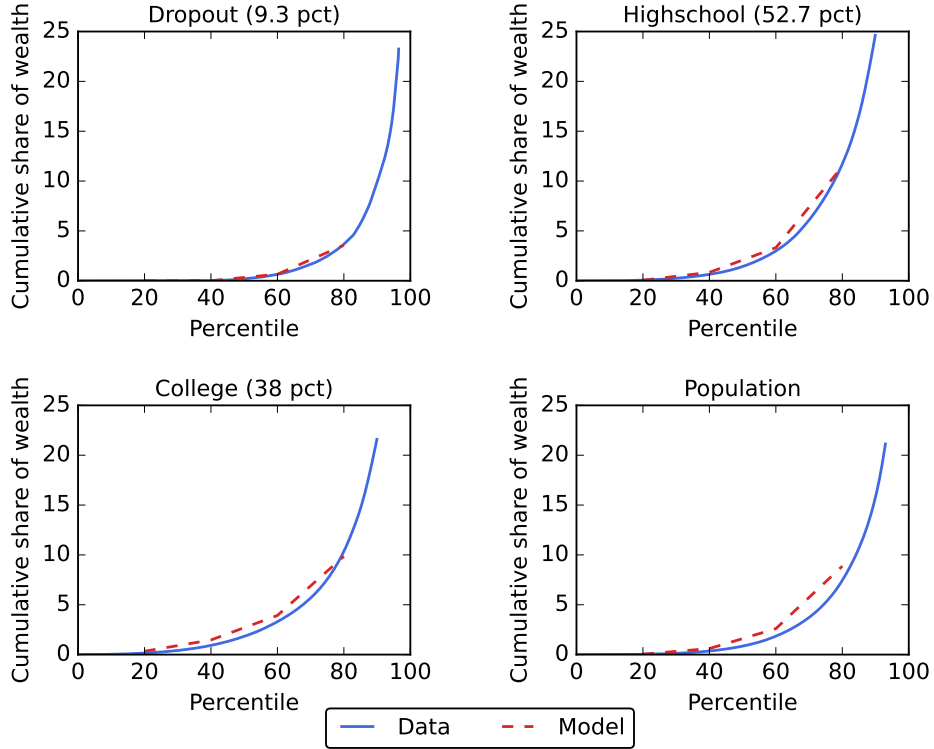 Dropout (9.3 pct)
Cumulative share of wealth
25
20
15
10
5
0
0 20 40 60 80 100
Percentile
Highschool (52.7 pct)
Cumulative share of wealth
25
20
15
10
5
0
0 20 40 60 80 100
Percentile
College (38 pct)
Cumulative share of wealth
25
20
15
10
5
0
0 20 40 60 80 100
Percentile
Population
Cumulative share of wealth
25
20
15
10
5
0
0 20 40 60 80 100
Percentile
Data Model